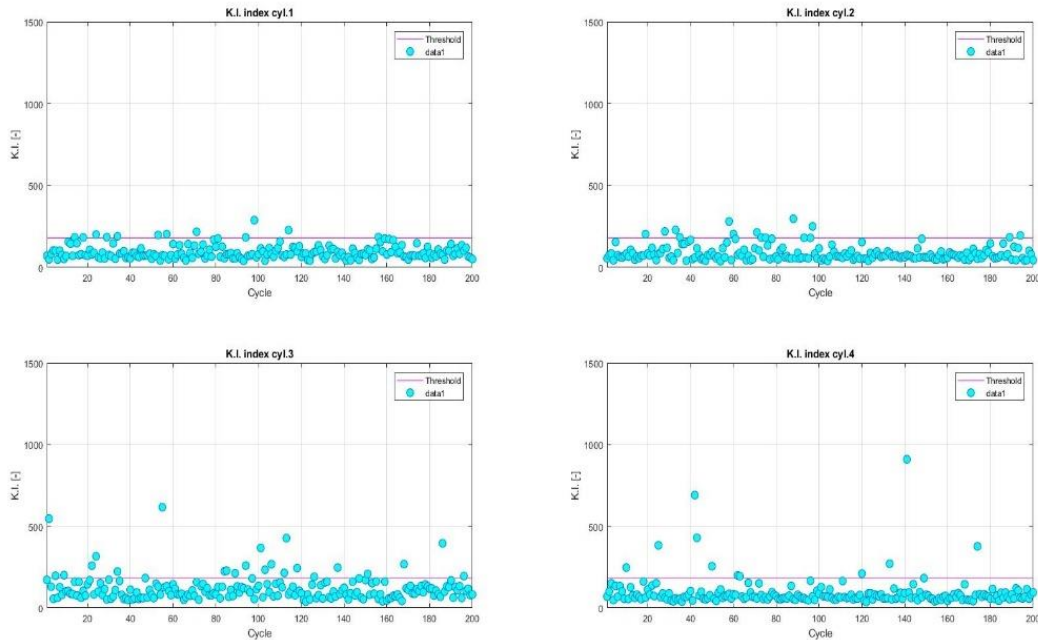 K.I. index cyl.1
1500
1000
500
0
K.I. [-]
Threshold
data1
20 40 60 80 100 120 140 160 180 200
Cycle
K.I. index cyl.2
1500
1000
500
0
K.I. [-]
Threshold
data1
20 40 60 80 100 120 140 160 180 200
Cycle
K.I. index cyl.3
1500
1000
500
0
K.I. [-]
Threshold
data1
20 40 60 80 100 120 140 160 180 200
Cycle
K.I. index cyl.4
1500
1000
500
0
K.I. [-]
Threshold
data1
20 40 60 80 100 120 140 160 180 200
Cycle